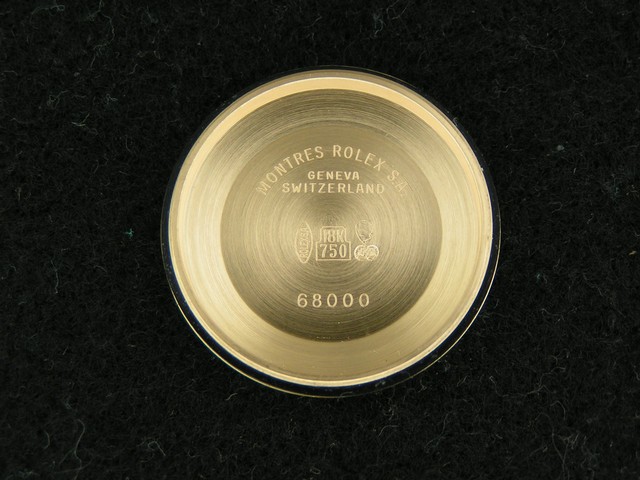 MONTRES ROLEX S.A.
GENEVA
SWITZERLAND
18K
750
68000